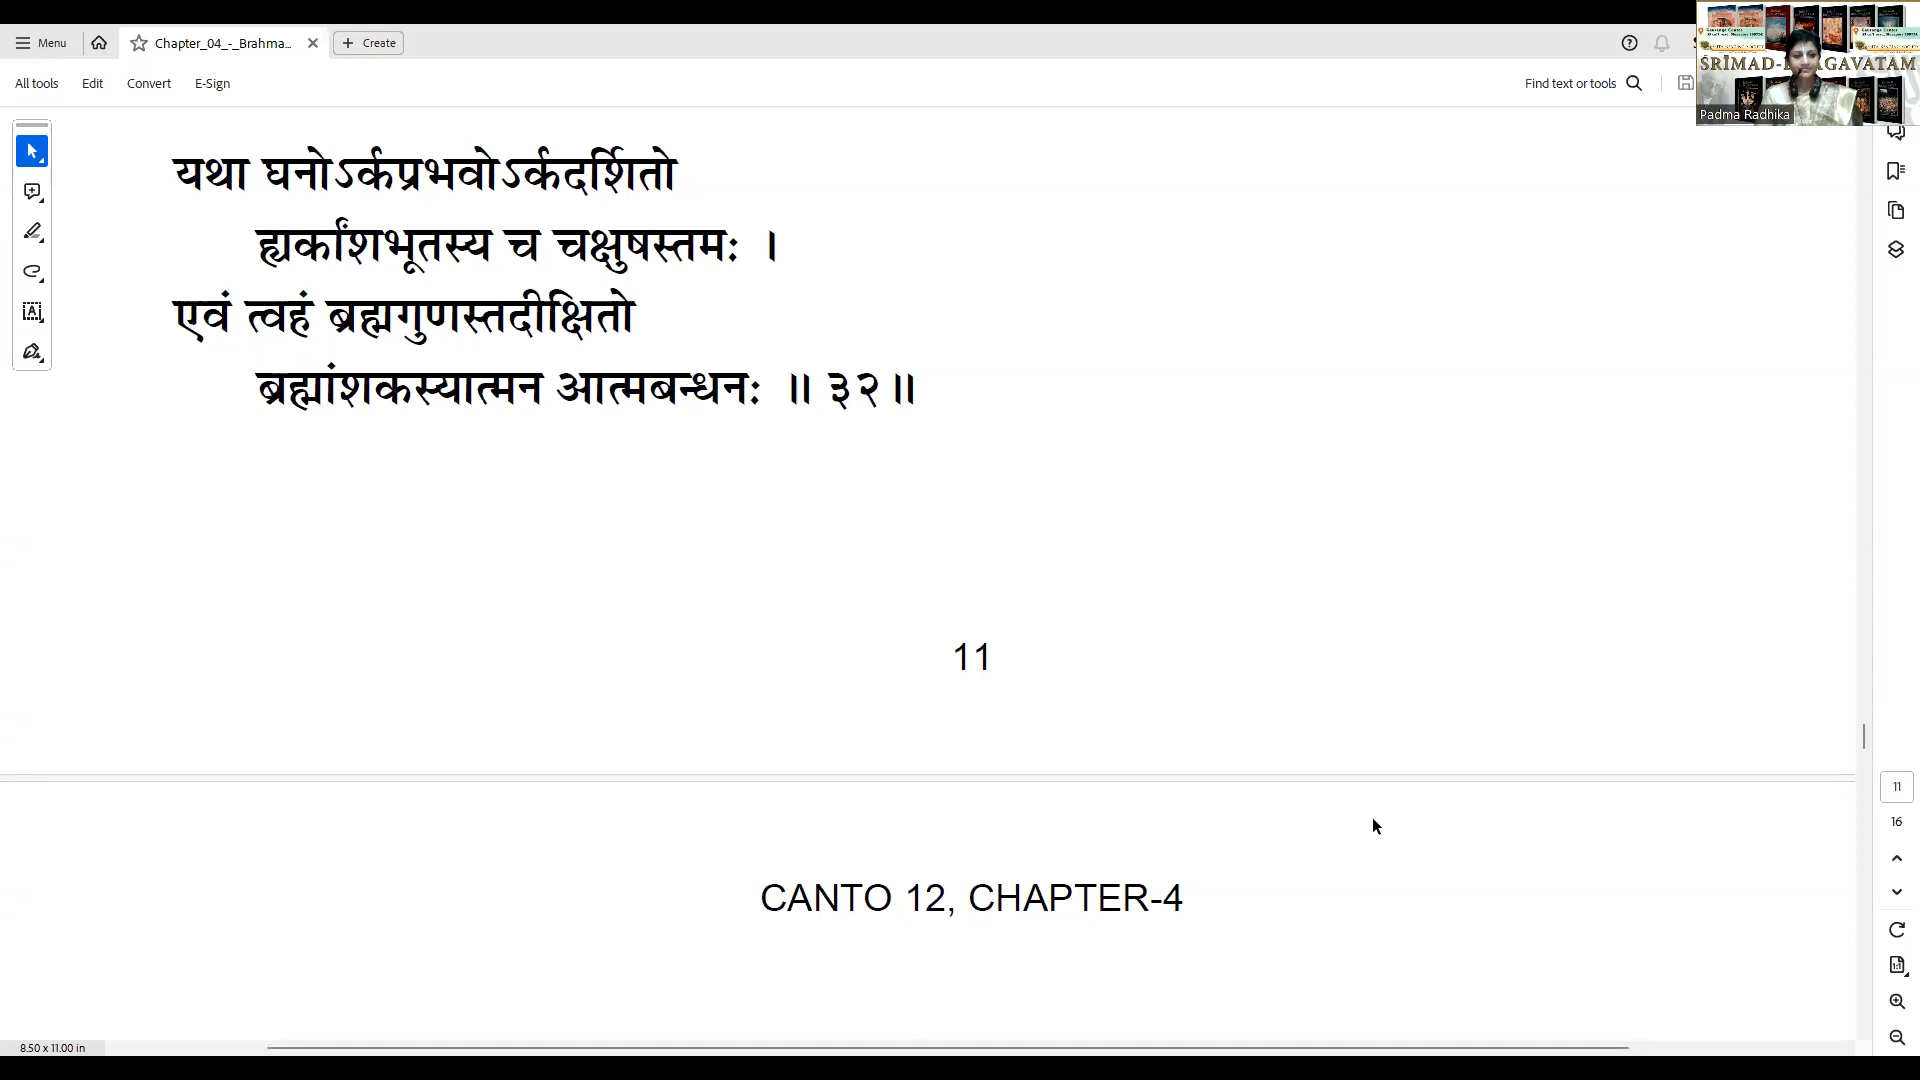 Menu
Chapter_04_-_Brahma...
Create
All tools
Edit
Convert
E-Sign
Find text or tools
ŚRĪMAD-BHĀGAVATAM
Padma Radhika
यथा घनोऽर्कप्रभवोऽर्कदर्शितो
ह्यर्कांशभूतस्य च चक्षुषस्तमः ।
एवं त्वहं ब्रह्मगुणस्तदीक्षितो
ब्रह्मांशकस्यात्मन आत्मबन्धनः ॥ ३२॥
11
11
16
CANTO 12, CHAPTER-4
8.50 x 11.00 in